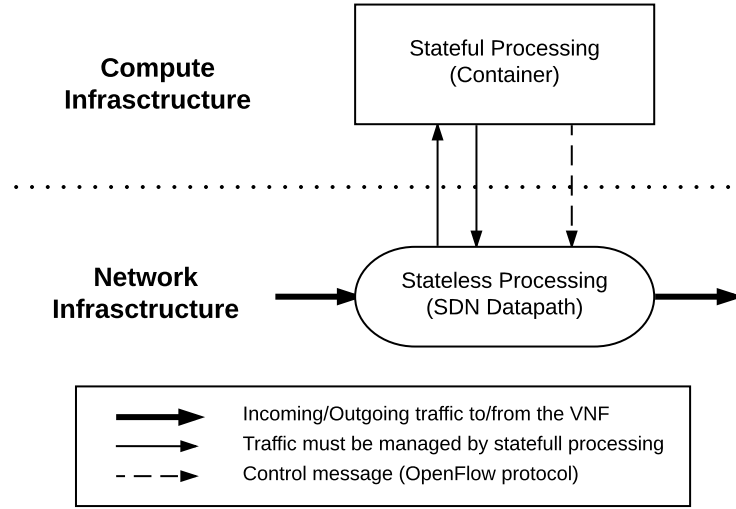 Stateful Processing
(Container)
Compute
Infrasctructure
Network
Infrasctructure
Stateless Processing
(SDN Datapath)
Incoming/Outgoing traffic to/from the VNF
Traffic must be managed by statefull processing
Control message (OpenFlow protocol)